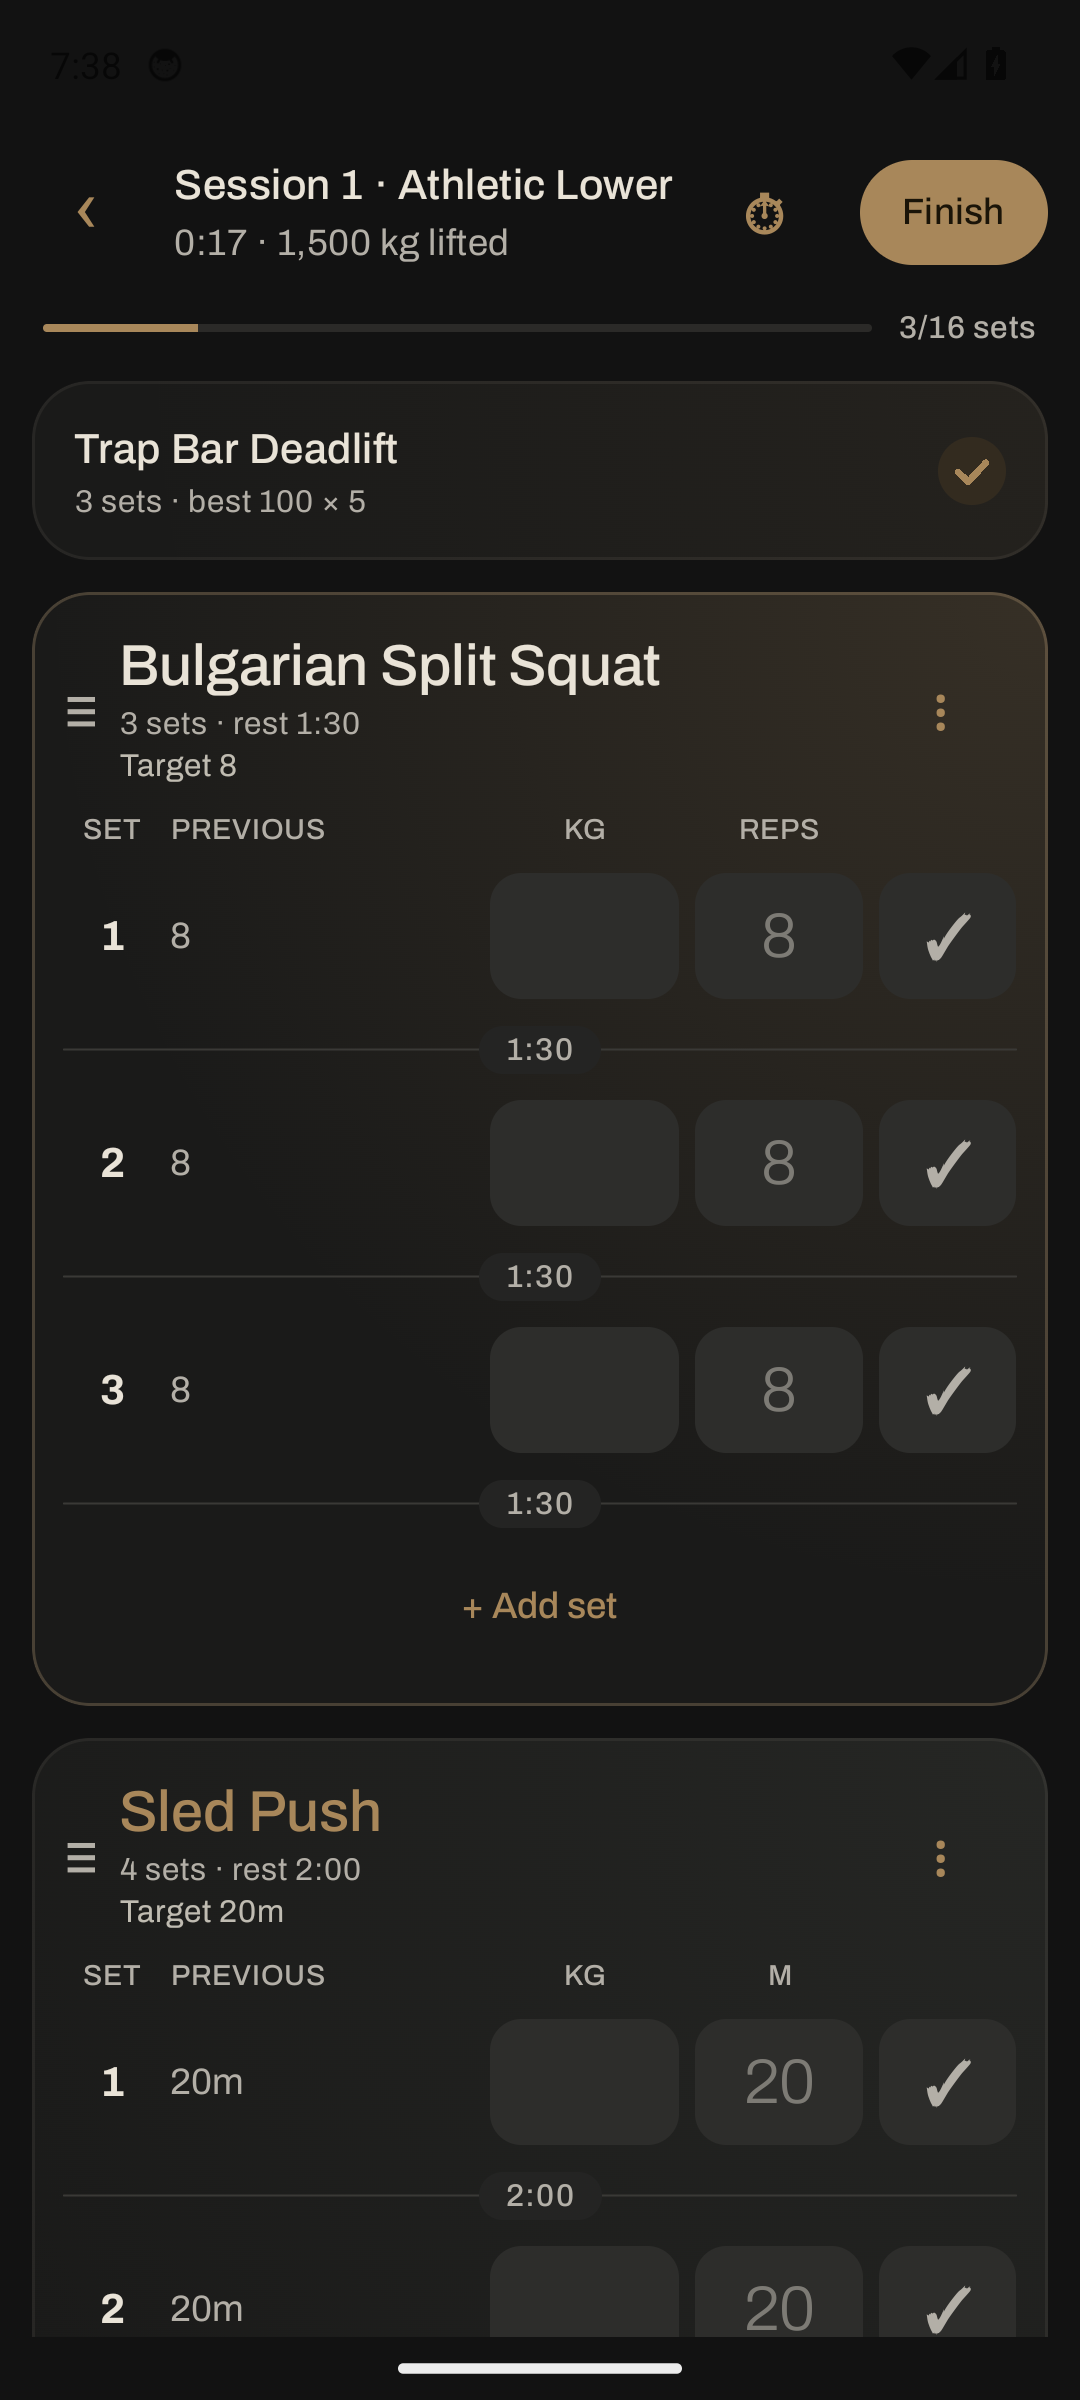 7:38
Session 1 · Athletic Lower
0:17 · 1,500 kg lifted
Finish
3/16 sets
Trap Bar Deadlift
3 sets · best 100 × 5
Bulgarian Split Squat
3 sets · rest 1:30
Target 8
SET PREVIOUS KG REPS
1 8 8 ✓
1:30
2 8 8 ✓
1:30
3 8 8 ✓
1:30
+ Add set
Sled Push
4 sets · rest 2:00
Target 20m
SET PREVIOUS KG M
1 20m 20 ✓
2:00
2 20m 20 ✓